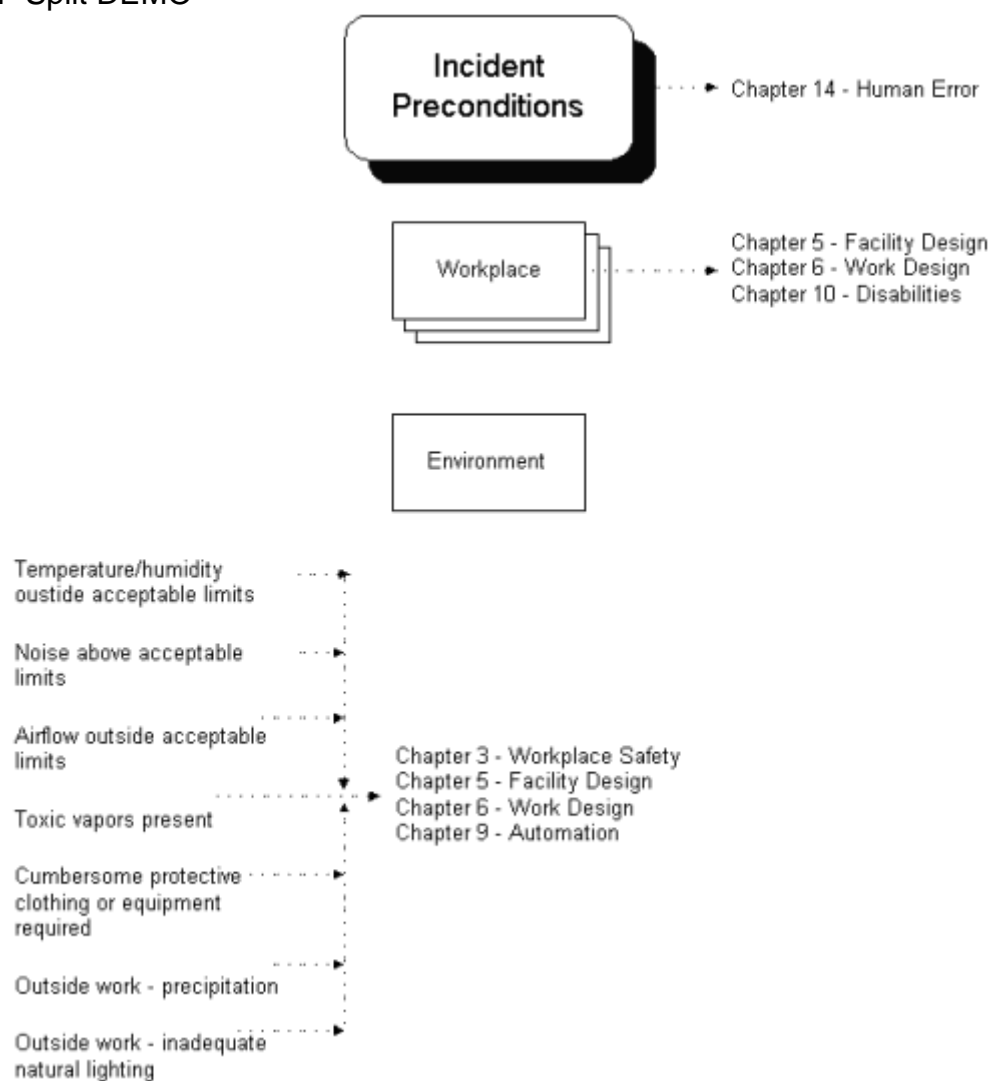 Split DEMO
Incident
Preconditions
Chapter 14 - Human Error
Workplace
Chapter 5 - Facility Design
Chapter 6 - Work Design
Chapter 10 - Disabilities
Environment
Temperature/humidity
oustide acceptable limits
Noise above acceptable
limits
Airflow outside acceptable
limits
Toxic vapors present
Cumbersome protective
clothing or equipment
required
Outside work - precipitation
Outside work - inadequate
natural lighting
Chapter 3 - Workplace Safety
Chapter 5 - Facility Design
Chapter 6 - Work Design
Chapter 9 - Automation